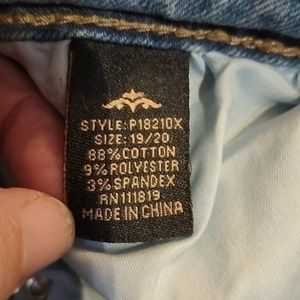 STYLE:P18210X
SIZE: 19/20
88% COTTON
9% POLYESTER
3% SPANDEX
RN 111819
MADE IN CHINA